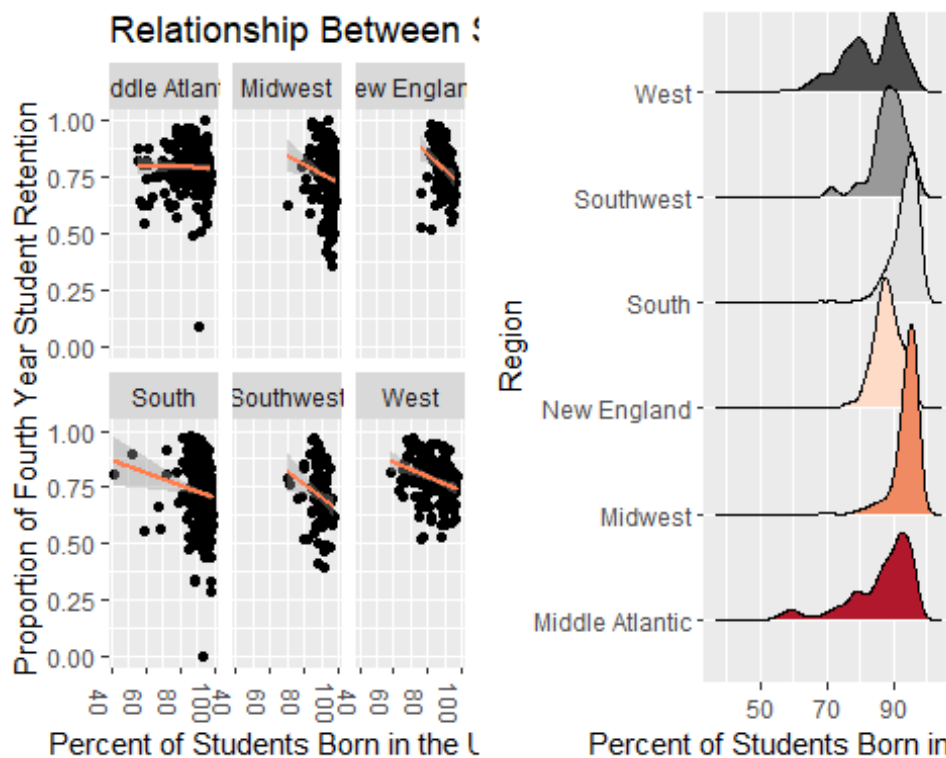 Relationship Between S
ddle Atlant
Midwest
ew Englan
1.00
0.75
0.50
0.25
0.00
South
Southwest
West
1.00
0.75
0.50
0.25
0.00
Proportion of Fourth Year Student Retention
40
60
80
100
40
60
80
100
40
60
80
100
Percent of Students Born in the U
Region
West
Southwest
South
New England
Midwest
Middle Atlantic
50
70
90
Percent of Students Born in